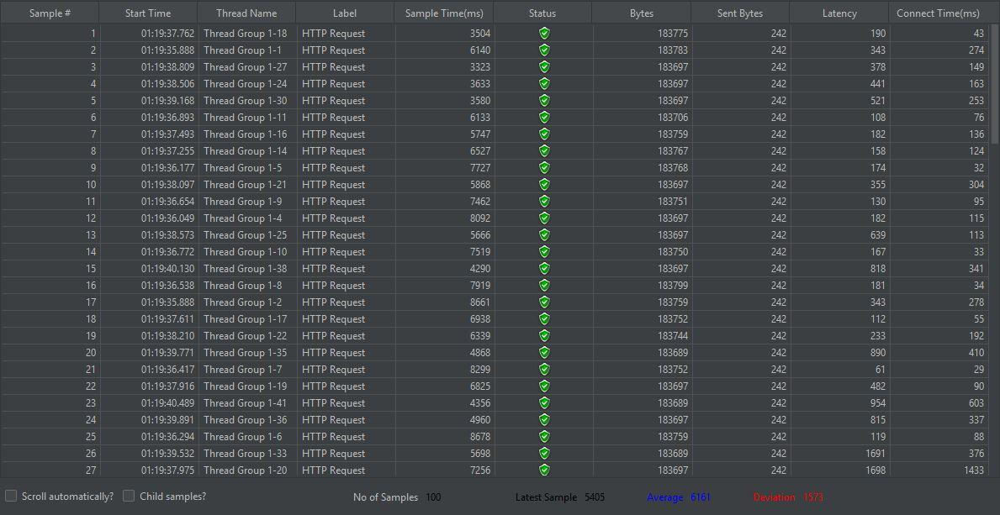 Sample # Start Time Thread Name Label Sample Time(ms) Status Bytes Sent Bytes Latency Connect Time(ms)
1 01:19:37.762 Thread Group 1-18 HTTP Request 3504 183775 242 190 43
2 01:19:35.888 Thread Group 1-1 HTTP Request 6140 183783 242 343 274
3 01:19:38.809 Thread Group 1-27 HTTP Request 3323 183697 242 378 149
4 01:19:38.506 Thread Group 1-24 HTTP Request 3633 183697 242 441 163
5 01:19:39.168 Thread Group 1-30 HTTP Request 3580 183697 242 521 253
6 01:19:36.893 Thread Group 1-11 HTTP Request 6133 183706 242 108 76
7 01:19:37.493 Thread Group 1-16 HTTP Request 5747 183759 242 182 136
8 01:19:37.255 Thread Group 1-14 HTTP Request 6527 183767 242 158 124
9 01:19:36.177 Thread Group 1-5 HTTP Request 7727 183768 242 174 32
10 01:19:38.097 Thread Group 1-21 HTTP Request 5868 183697 242 355 304
11 01:19:36.654 Thread Group 1-9 HTTP Request 7462 183751 242 130 95
12 01:19:36.049 Thread Group 1-4 HTTP Request 8092 183697 242 182 115
13 01:19:38.573 Thread Group 1-25 HTTP Request 5666 183697 242 639 113
14 01:19:36.772 Thread Group 1-10 HTTP Request 7519 183750 242 167 33
15 01:19:40.130 Thread Group 1-38 HTTP Request 4290 183697 242 818 341
16 01:19:36.538 Thread Group 1-8 HTTP Request 7919 183799 242 181 34
17 01:19:35.888 Thread Group 1-2 HTTP Request 8661 183759 242 343 278
18 01:19:37.611 Thread Group 1-17 HTTP Request 6938 183752 242 112 55
19 01:19:38.210 Thread Group 1-22 HTTP Request 6339 183744 242 233 192
20 01:19:39.771 Thread Group 1-35 HTTP Request 4868 183689 242 890 410
21 01:19:36.417 Thread Group 1-7 HTTP Request 8299 183752 242 61 29
22 01:19:37.916 Thread Group 1-19 HTTP Request 6825 183697 242 482 90
23 01:19:40.489 Thread Group 1-41 HTTP Request 4356 183689 242 954 603
24 01:19:39.891 Thread Group 1-36 HTTP Request 4960 183697 242 815 337
25 01:19:36.294 Thread Group 1-6 HTTP Request 8678 183759 242 119 88
26 01:19:39.532 Thread Group 1-33 HTTP Request 5698 183689 242 1691 376
27 01:19:37.975 Thread Group 1-20 HTTP Request 7256 183697 242 1698 1433
Scroll automatically? Child samples? No of Samples 100 Latest Sample 5405 Average 6161 Deviation 1573